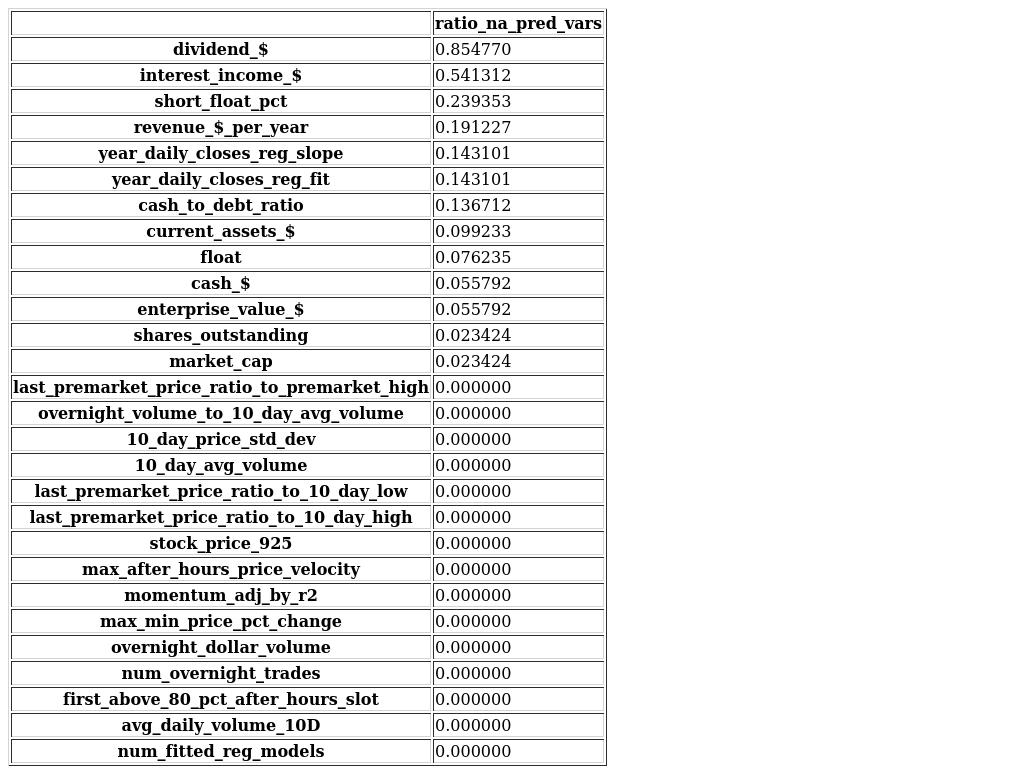 ratio_na_pred_vars
dividend_$ 0.854770
interest_income_$ 0.541312
short_float_pct 0.239353
revenue_$_per_year 0.191227
year_daily_closes_reg_slope 0.143101
year_daily_closes_reg_fit 0.143101
cash_to_debt_ratio 0.136712
current_assets_$ 0.099233
float 0.076235
cash_$ 0.055792
enterprise_value_$ 0.055792
shares_outstanding 0.023424
market_cap 0.023424
last_premarket_price_ratio_to_premarket_high 0.000000
overnight_volume_to_10_day_avg_volume 0.000000
10_day_price_std_dev 0.000000
10_day_avg_volume 0.000000
last_premarket_price_ratio_to_10_day_low 0.000000
last_premarket_price_ratio_to_10_day_high 0.000000
stock_price_925 0.000000
max_after_hours_price_velocity 0.000000
momentum_adj_by_r2 0.000000
max_min_price_pct_change 0.000000
overnight_dollar_volume 0.000000
num_overnight_trades 0.000000
first_above_80_pct_after_hours_slot 0.000000
avg_daily_volume_10D 0.000000
num_fitted_reg_models 0.000000